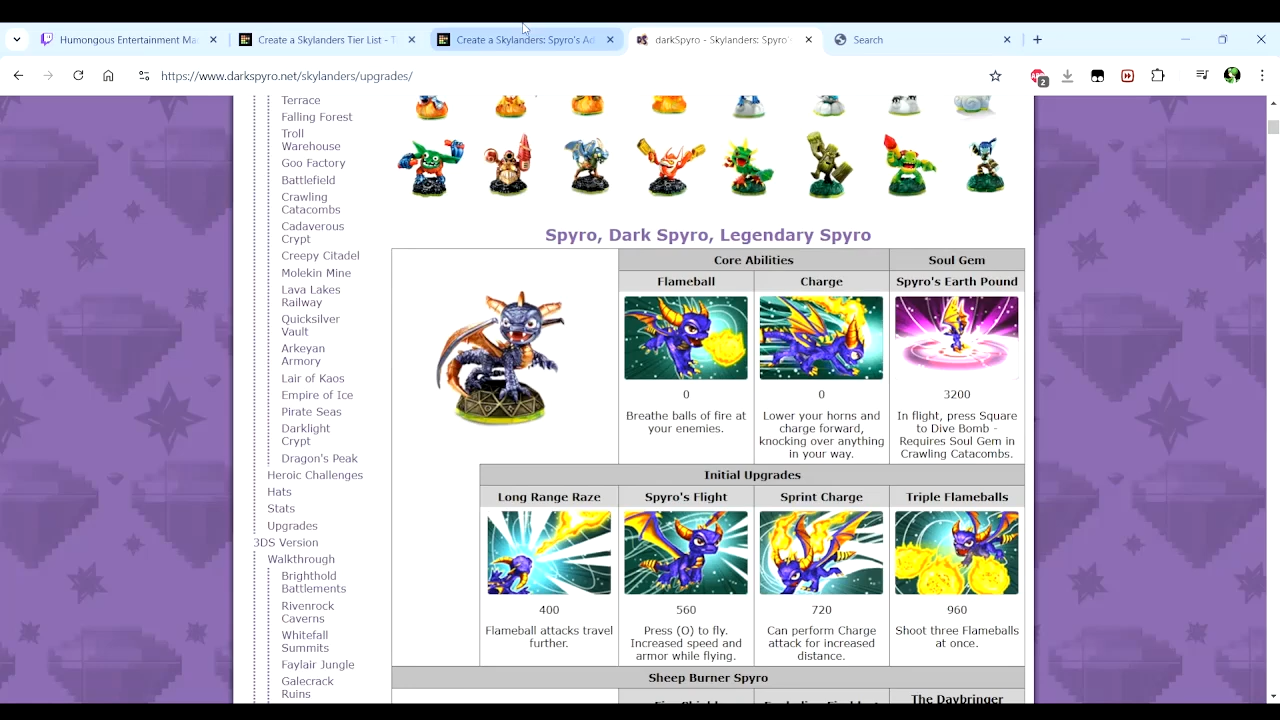 Humongous Entertainment Ma
Create a Skylanders Tier List - T
Create a Skylanders: Spyro's Ad
darkSpyro - Skylanders: Spyro'
Search
https://www.darkspyro.net/skylanders/upgrades/
2
Terrace
Falling Forest
Troll
Warehouse
Goo Factory
Battlefield
Crawling
Catacombs
Cadaverous
Crypt
Creepy Citadel
Molekin Mine
Lava Lakes
Railway
Quicksilver
Vault
Arkeyan
Armory
Lair of Kaos
Empire of Ice
Pirate Seas
Darklight
Crypt
Dragon's Peak
Heroic Challenges
Hats
Stats
Upgrades
3DS Version
Walkthrough
Brighthold
Battlements
Rivenrock
Caverns
Whitefall
Summits
Faylair Jungle
Galecrack
Ruins
Spyro, Dark Spyro, Legendary Spyro
Core Abilities
Soul Gem
Flameball
Charge
Spyro's Earth Pound
0
0
3200
Breathe balls of fire at
your enemies.
Lower your horns and
charge forward,
knocking over anything
in your way.
In flight, press Square
to Dive Bomb -
Requires Soul Gem in
Crawling Catacombs.
Initial Upgrades
Long Range Raze
Spyro's Flight
Sprint Charge
Triple Flameballs
400
560
720
960
Flameball attacks travel
further.
Press (O) to fly.
Increased speed and
armor while flying.
Can perform Charge
attack for increased
distance.
Shoot three Flameballs
at once.
Sheep Burner Spyro
The Daybringer